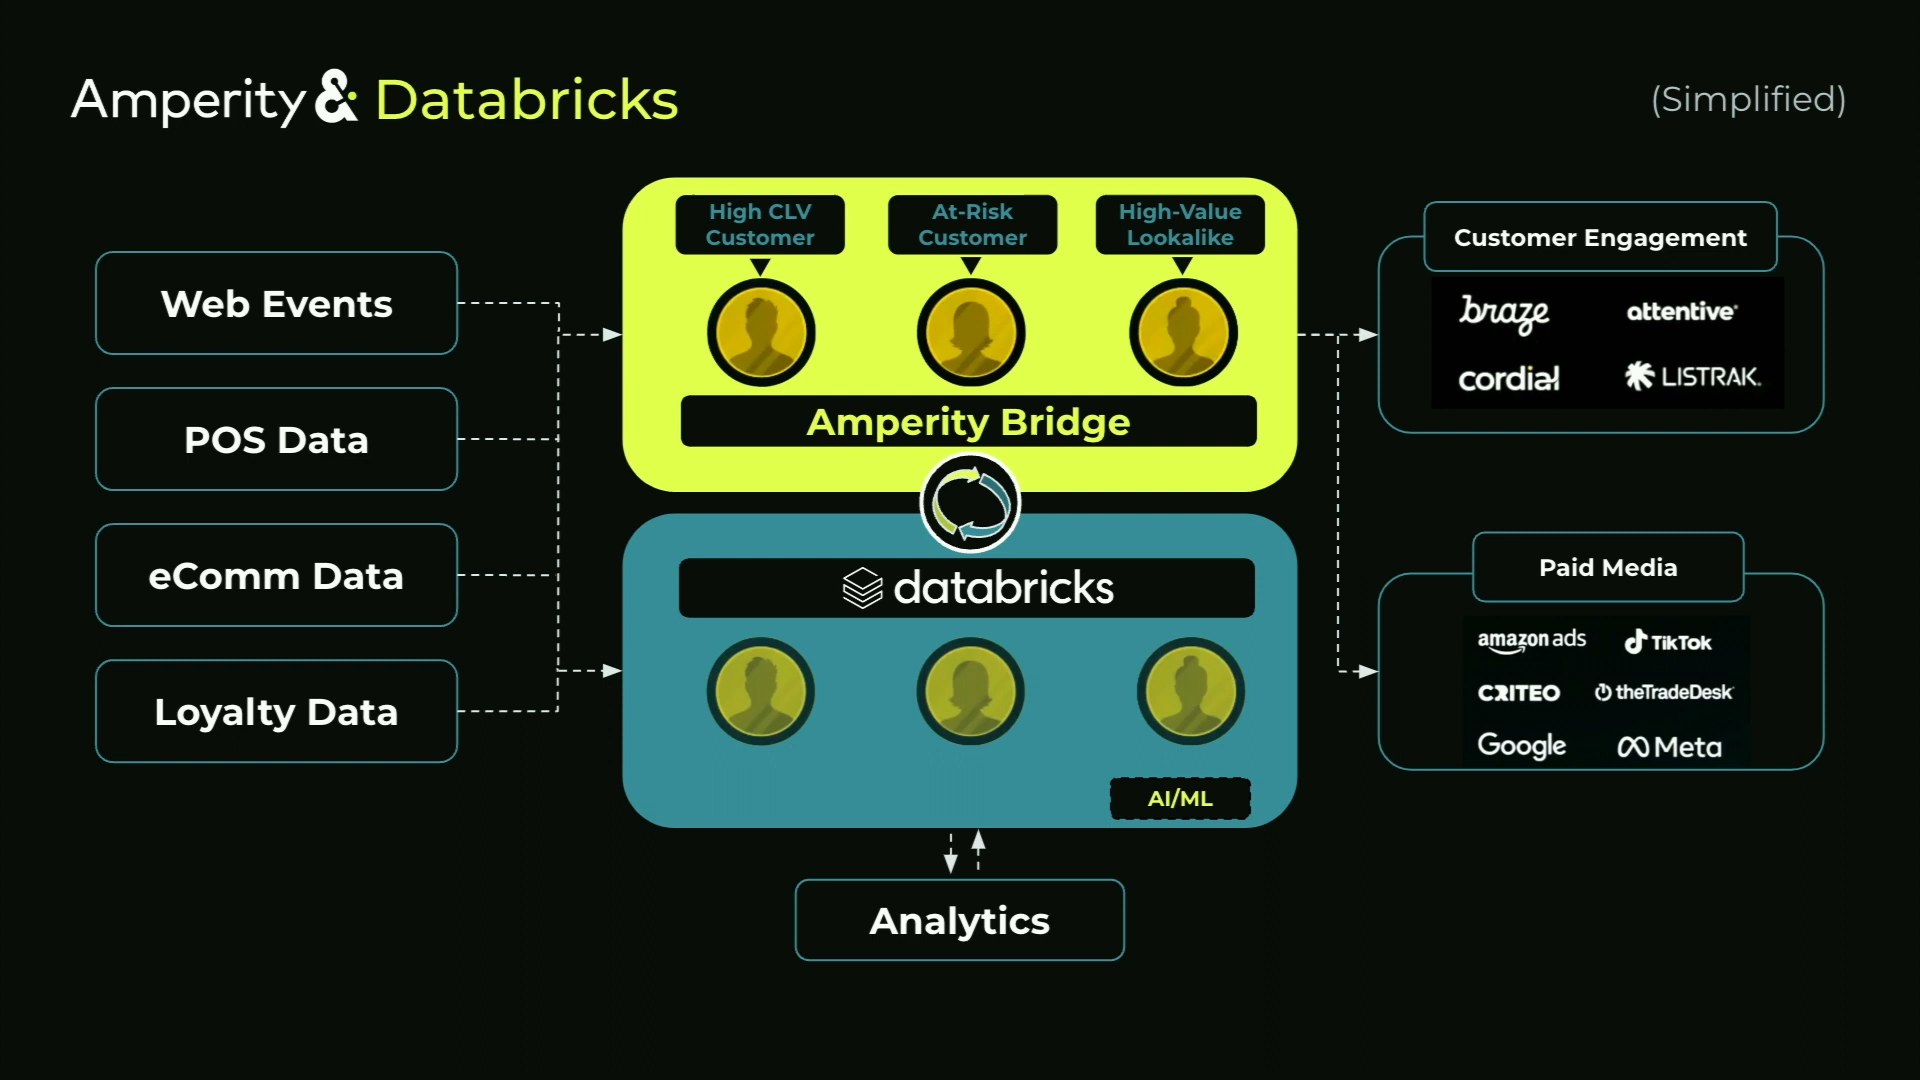 Amperity & Databricks
(Simplified)
Web Events
POS Data
eComm Data
Loyalty Data
High CLV
Customer
At-Risk
Customer
High-Value
Lookalike
Amperity Bridge
databricks
AI/ML
Analytics
Customer Engagement
braze
attentive
cordial
LISTRAK
Paid Media
amazon ads
TikTok
CRITEO
theTradeDesk
Google
Meta